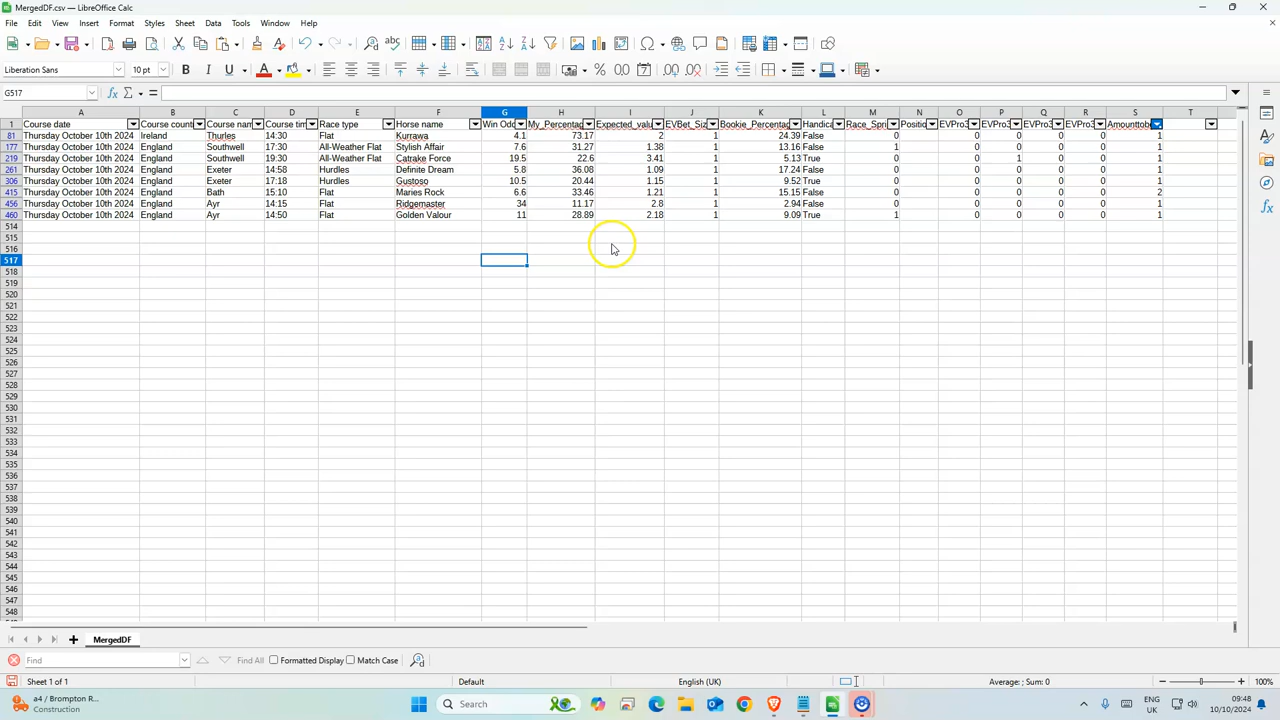 MergedDF.csv — LibreOffice Calc
File Edit View Insert Format Styles Sheet Data Tools Window Help
Liberation Sans 10 pt
G517
A B C D E F G H I J K L M N O P Q R S T
1 Course date Course count Course nam Course tim Race type Horse name Win Odd My_Percentag Expected_valu EVBet_Siz Bookie_Percentag Handica Race_Spri Positio EVPro3 EVPro3 EVPro3 EVPro3 Amounttob
81 Thursday October 10th 2024 Ireland Thurles 14:30 Flat Kurrawa 4.1 73.17 2 1 24.39 False 0 0 0 0 0 1
177 Thursday October 10th 2024 England Southwell 17:30 All-Weather Flat Stylish Affair 7.6 31.27 1.38 1 13.16 False 1 0 0 0 0 1
219 Thursday October 10th 2024 England Southwell 19:30 All-Weather Flat Catrake Force 19.5 22.6 3.41 1 5.13 True 0 0 1 0 0 1
261 Thursday October 10th 2024 England Exeter 14:58 Hurdles Definite Dream 5.8 36.08 1.09 1 17.24 False 0 0 0 0 0 1
306 Thursday October 10th 2024 England Exeter 17:18 Hurdles Gustoso 10.5 20.44 1.15 1 9.52 True 0 0 0 0 0 1
415 Thursday October 10th 2024 England Bath 15:10 Flat Maries Rock 6.6 33.46 1.21 1 15.15 False 0 0 0 0 0 2
456 Thursday October 10th 2024 England Ayr 14:15 Flat Ridgemaster 34 11.17 2.8 1 2.94 False 0 0 0 0 0 1
460 Thursday October 10th 2024 England Ayr 14:50 Flat Golden Valour 11 28.89 2.18 1 9.09 True 1 0 0 0 0 1
514
515
516
517
518
519
520
521
522
523
524
525
526
527
528
529
530
531
532
533
534
535
536
537
538
539
540
541
542
543
544
545
546
547
548
MergedDF
Find Find All Formatted Display Match Case
Sheet 1 of 1 Default English (UK) Average: ; Sum: 0 100%
a4 / Brompton R... Search ENG 09:48
Construction UK 10/10/2024